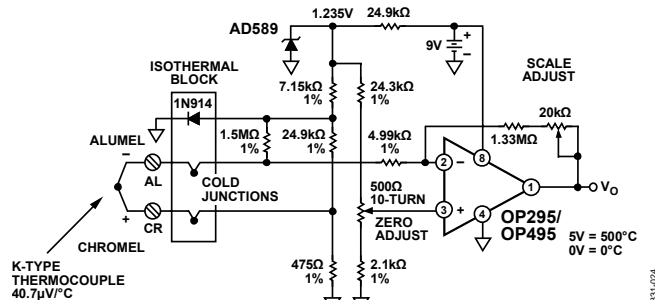 1.235V
24.9kΩ
AD589
9V
+
−
SCALE
ADJUST
ISOTHERMAL
BLOCK
7.15kΩ
1%
24.3kΩ
1%
1N914
20kΩ
1.33MΩ
ALUMEL
1.5MΩ
1%
24.9kΩ
1%
4.99kΩ
1%
−
AL
COLD
JUNCTIONS
500Ω
10-TURN
2
−
8
1
VO
3
+
4
ZERO
ADJUST
+
CR
CHROMEL
OP295/
OP495
5V = 500°C
0V = 0°C
K-TYPE
THERMOCOUPLE
40.7µV/°C
475Ω
1%
2.1kΩ
1%